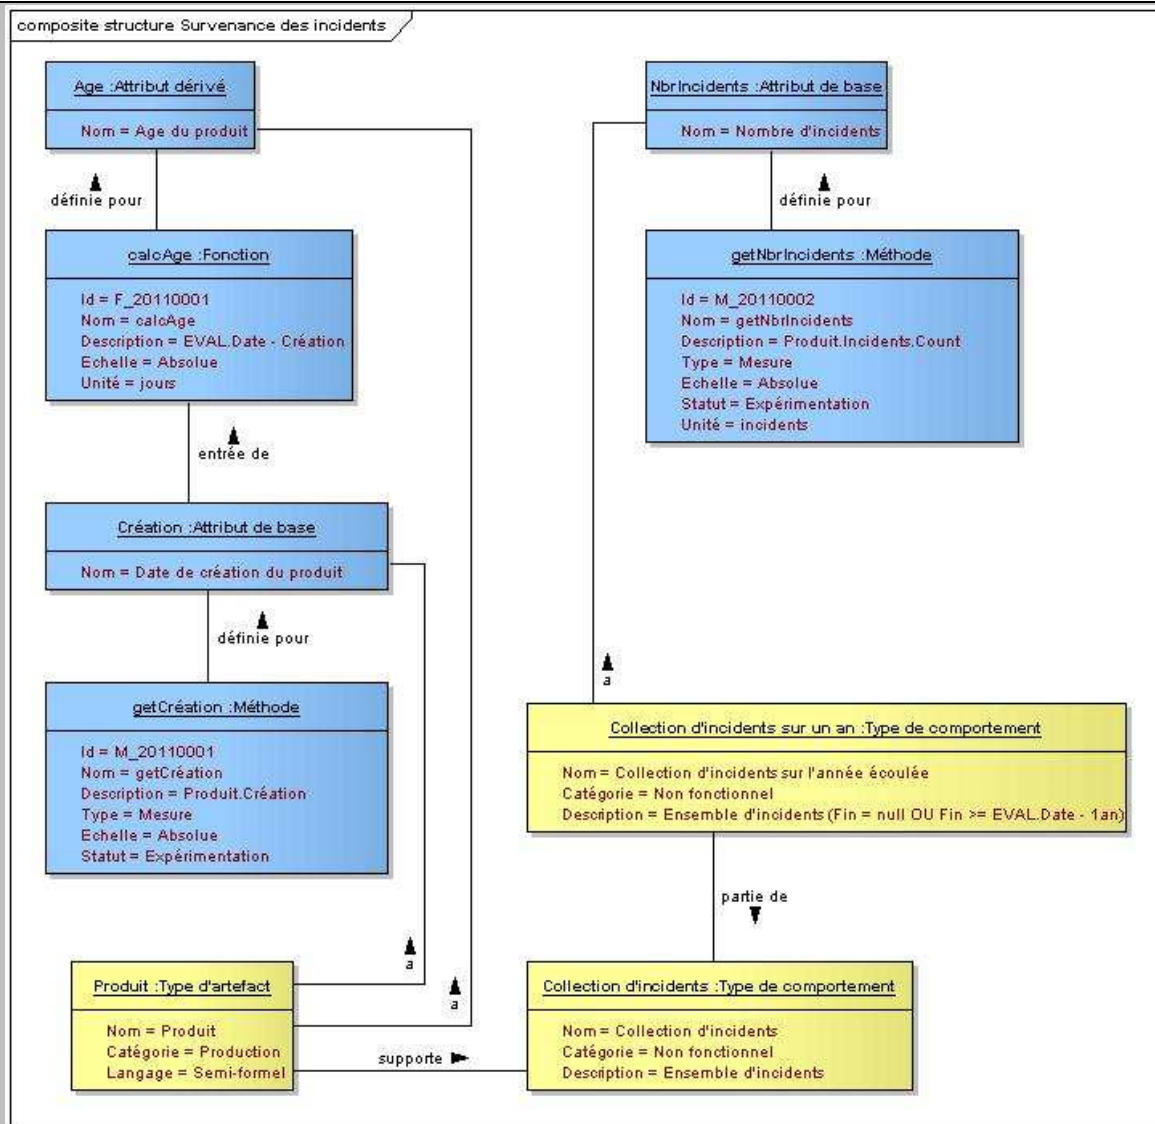 composite structure Survenance des incidents
Age :Attribut dérivé
Nom = Age du produit
définie pour
calcAge :Fonction
Id = F_20110001
Nom = calcAge
Description = EVAL.Date - Création
Echelle = Absolue
Unité = jours
entrée de
Création :Attribut de base
Nom = Date de création du produit
définie pour
getCréation :Méthode
Id = M_20110001
Nom = getCréation
Description = Produit.Création
Type = Mesure
Echelle = Absolue
Statut = Expérimentation
a
a
Produit :Type d'artefact
Nom = Produit
Catégorie = Production
Langage = Semi-formel
supporte
NbrIncidents :Attribut de base
Nom = Nombre d'incidents
définie pour
getNbrIncidents :Méthode
Id = M_20110002
Nom = getNbrIncidents
Description = Produit.Incidents.Count
Type = Mesure
Echelle = Absolue
Statut = Expérimentation
Unité = incidents
a
Collection d'incidents sur un an :Type de comportement
Nom = Collection d'incidents sur l'année écoulée
Catégorie = Non fonctionnel
Description = Ensemble d'incidents (Fin = null OU Fin >= EVAL.Date - 1an)
partie de
Collection d'incidents :Type de comportement
Nom = Collection d'incidents
Catégorie = Non fonctionnel
Description = Ensemble d'incidents